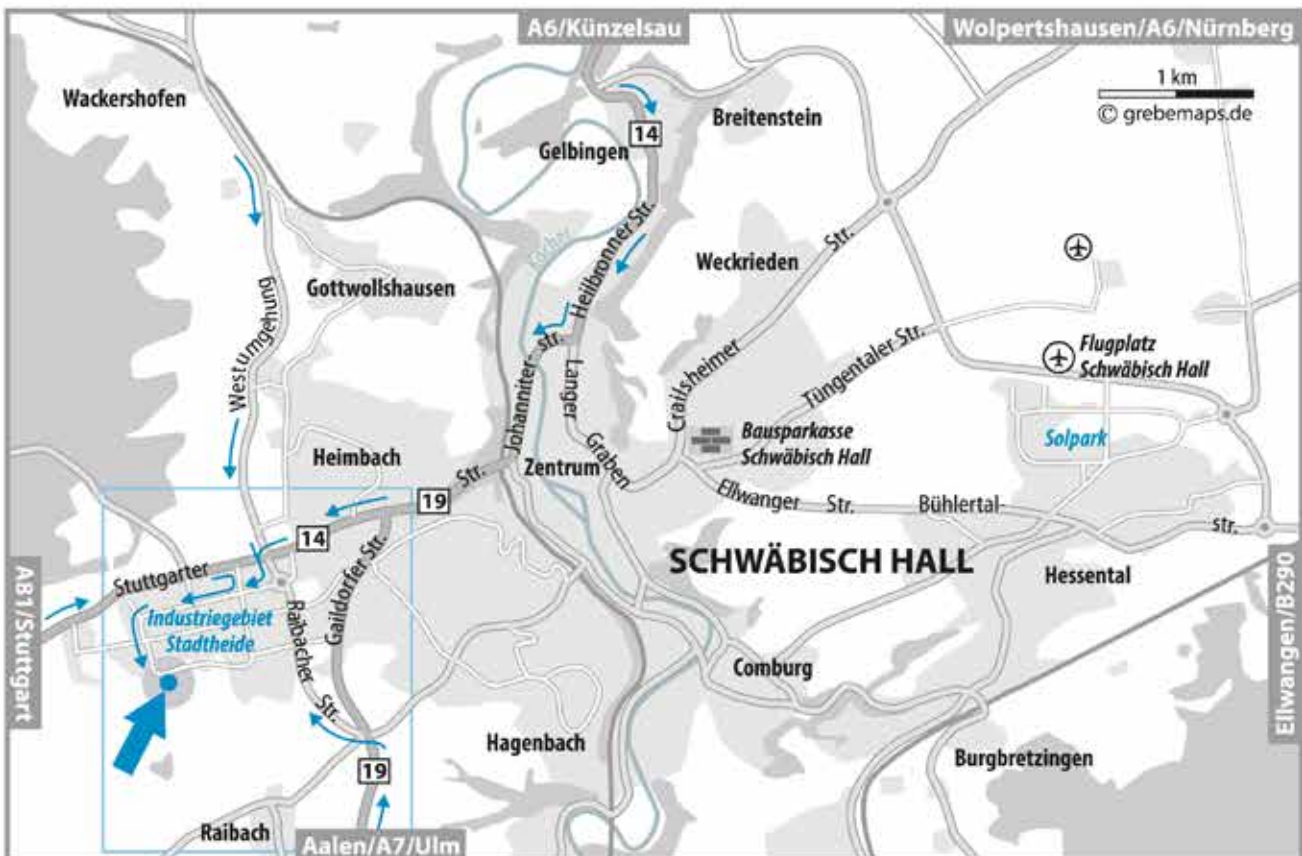 A6/Künzelsau
Wolpertshausen/A6/Nürnberg
1 km
© grebemaps.de
Wackershofen
Breitenstein
14
Gelbingen
Kocher
Heilbronner Str.
Weckrieden
Str.
Gottwollshausen
Westumgehung
str.
Langer
Johanniter-
Crailsheimer
Tüngentaler Str.
Flugplatz
Schwäbisch Hall
Solpark
Bausparkasse
Schwäbisch Hall
Graben
Heimbach
Zentrum
Str.
19
Ellwanger Str.
Bühlertal-
str.
14
Stuttgarter
SCHWÄBISCH HALL
Hessental
A81/Stuttgart
Ellwangen/B290
Industriegebiet
Stadtheide
Raibacher Str.
Gaildorfer Str.
Comburg
Hagenbach
Burgbretzingen
19
Raibach
Aalen/A7/Ulm